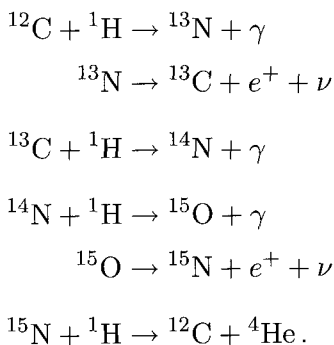 ¹²C + ¹H → ¹³N + γ
¹³N → ¹³C + e⁺ + ν
¹³C + ¹H → ¹⁴N + γ
¹⁴N + ¹H → ¹⁵O + γ
¹⁵O → ¹⁵N + e⁺ + ν
¹⁵N + ¹H → ¹²C + ⁴He .